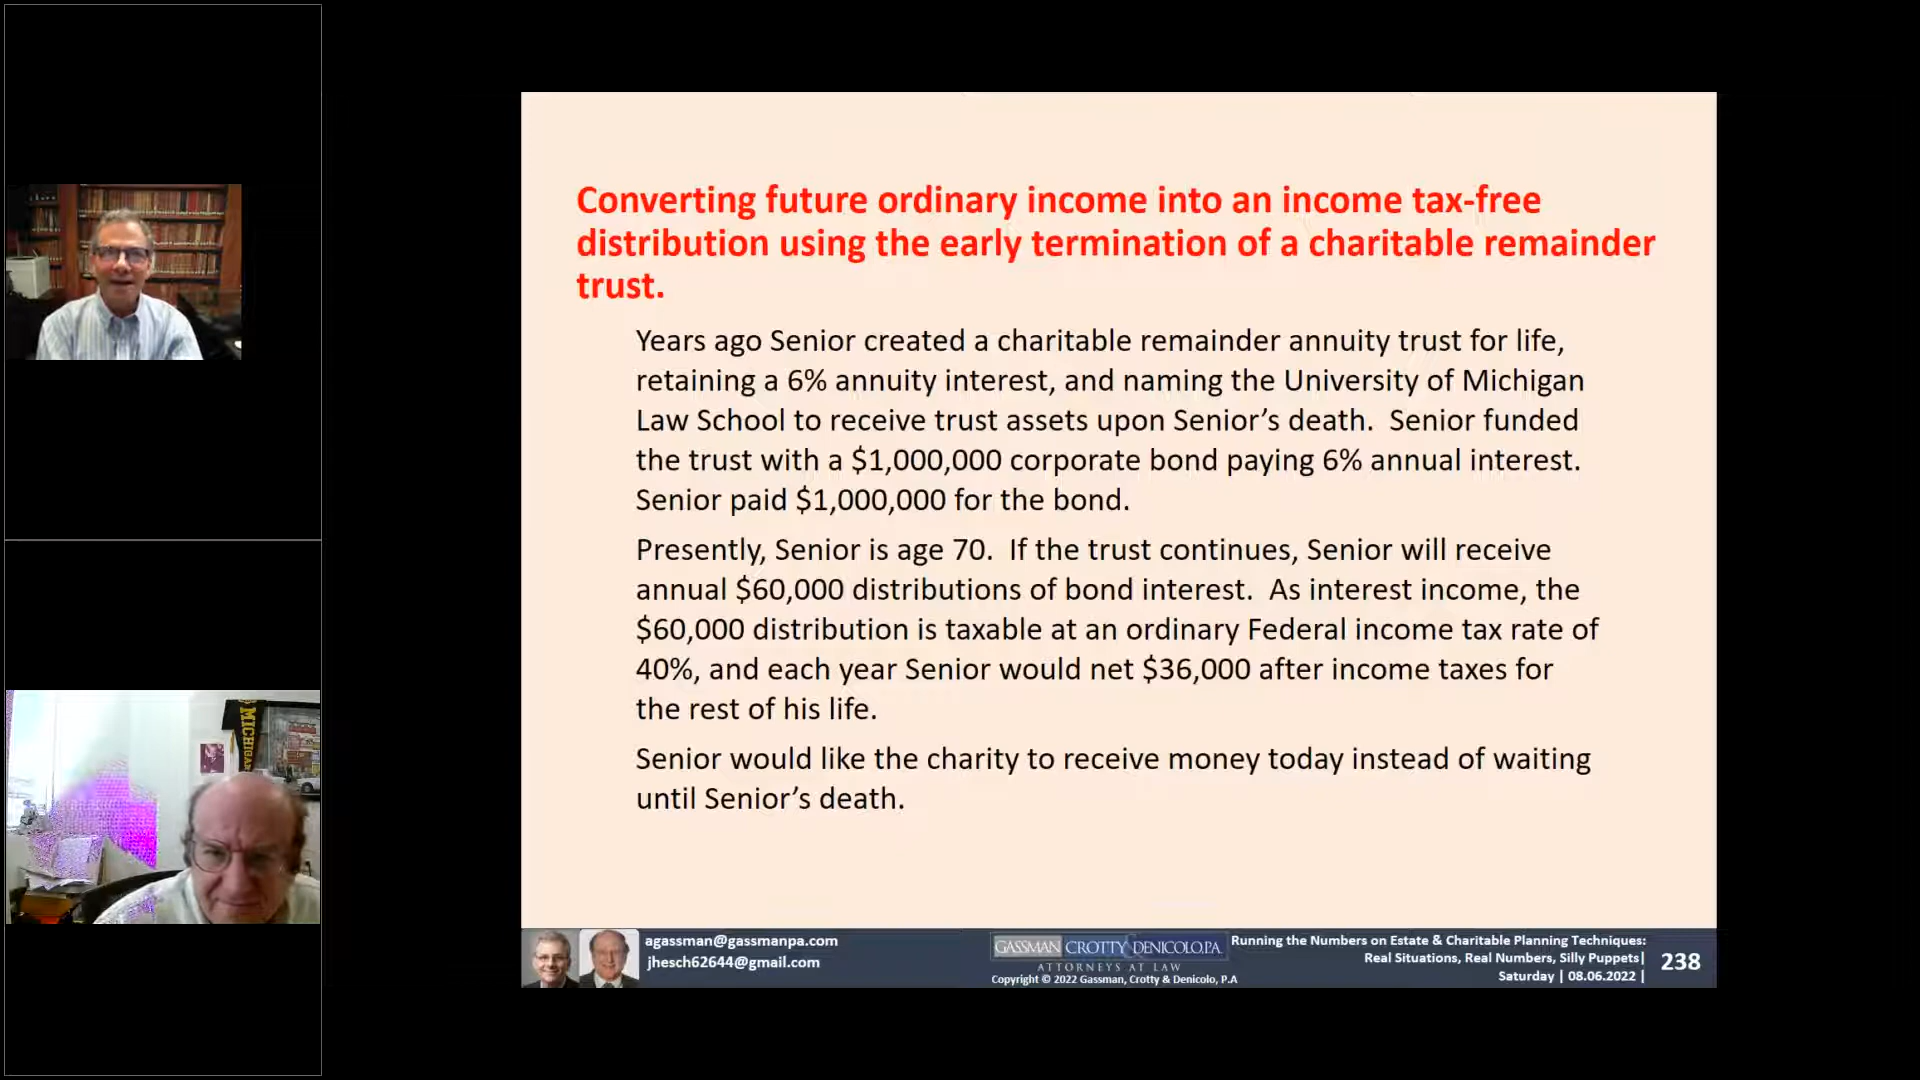 Converting future ordinary income into an income tax-free
distribution using the early termination of a charitable remainder
trust.
Years ago Senior created a charitable remainder annuity trust for life,
retaining a 6% annuity interest, and naming the University of Michigan
Law School to receive trust assets upon Senior’s death.  Senior funded
the trust with a $1,000,000 corporate bond paying 6% annual interest.
Senior paid $1,000,000 for the bond.
Presently, Senior is age 70.  If the trust continues, Senior will receive
annual $60,000 distributions of bond interest.  As interest income, the
$60,000 distribution is taxable at an ordinary Federal income tax rate of
40%, and each year Senior would net $36,000 after income taxes for
the rest of his life.
Senior would like the charity to receive money today instead of waiting
until Senior’s death.
MICHIGAN
agassman@gassmanpa.com
jhesch62644@gmail.com
GASSMAN CROTTY & DENICOLO, P.A.
ATTORNEYS AT LAW
Copyright © 2022 Gassman, Crotty & Denicolo, P.A
Running the Numbers on Estate & Charitable Planning Techniques:
Real Situations, Real Numbers, Silly Puppets|
Saturday | 08.06.2022 |
238